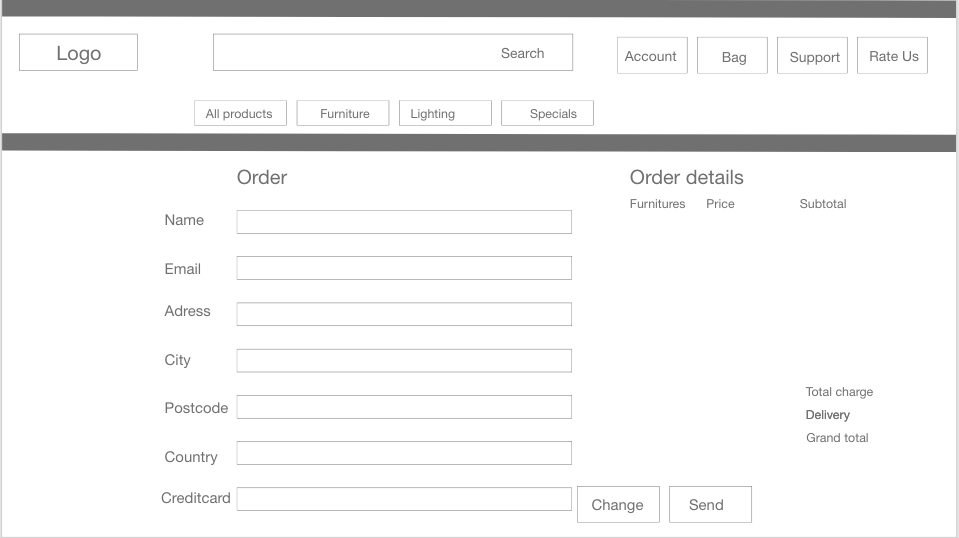 Logo
Search
Account
Bag
Support
Rate Us
All products
Furniture
Lighting
Specials
Order
Name
Email
Adress
City
Postcode
Country
Creditcard
Change
Send
Order details
Furnitures Price Subtotal
Total charge
Delivery
Grand total